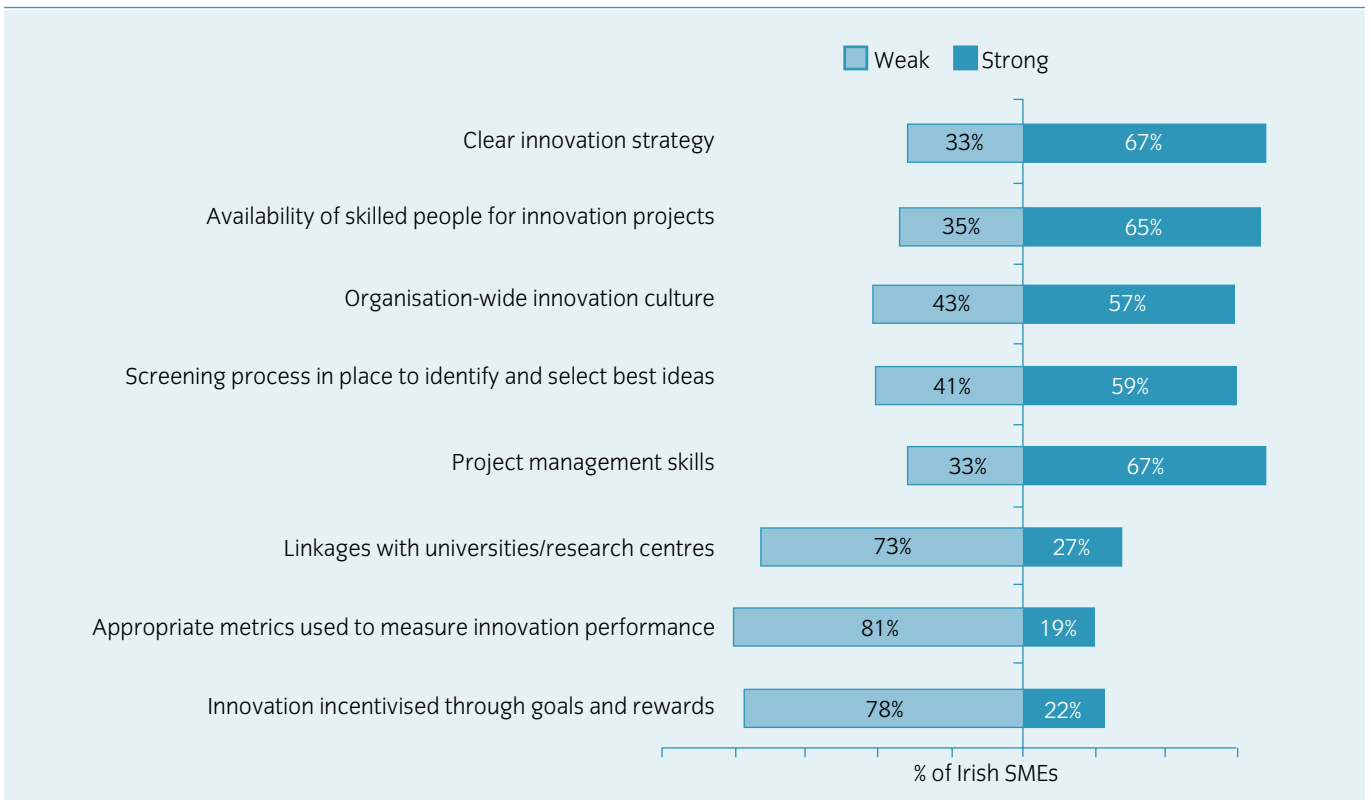 Weak Strong
Clear innovation strategy 33% 67%
Availability of skilled people for innovation projects 35% 65%
Organisation-wide innovation culture 43% 57%
Screening process in place to identify and select best ideas 41% 59%
Project management skills 33% 67%
Linkages with universities/research centres 73% 27%
Appropriate metrics used to measure innovation performance 81% 19%
Innovation incentivised through goals and rewards 78% 22%
% of Irish SMEs